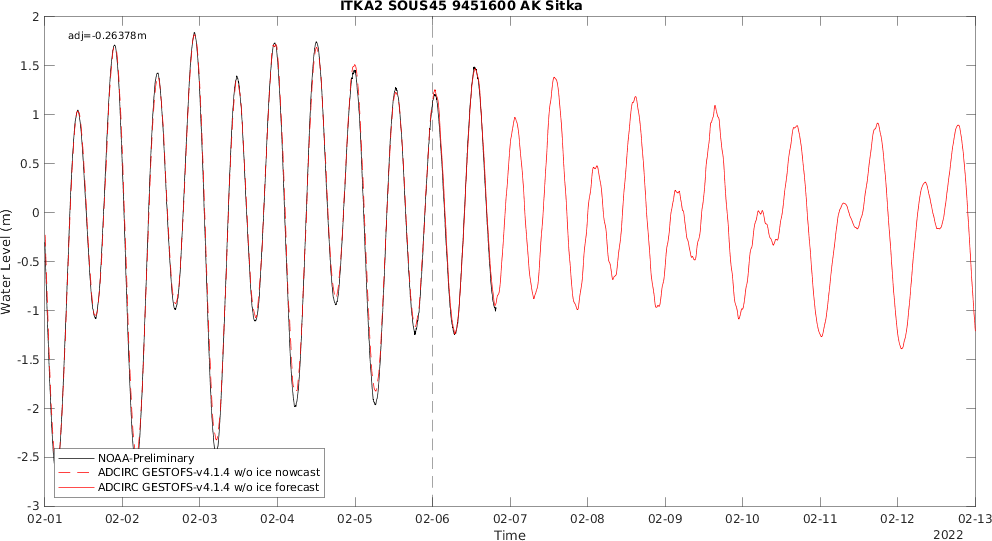 ITKA2 SOUS45 9451600 AK Sitka
adj=-0.26378m
2
1.5
1
0.5
0
-0.5
-1
-1.5
-2
-2.5
-3
Water Level (m)
NOAA-Preliminary
ADCIRC GESTOFS-v4.1.4 w/o ice nowcast
ADCIRC GESTOFS-v4.1.4 w/o ice forecast
02-01 02-02 02-03 02-04 02-05 02-06 02-07 02-08 02-09 02-10 02-11 02-12 02-13
Time
2022